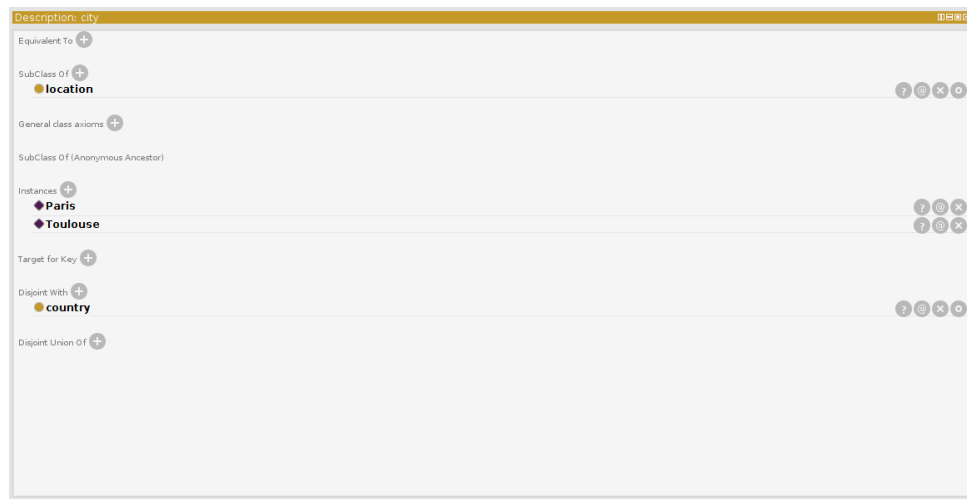 Description: city
Equivalent To
SubClass Of
location
General class axioms
SubClass Of (Anonymous Ancestor)
Instances
Paris
Toulouse
Target for Key
Disjoint With
country
Disjoint Union Of